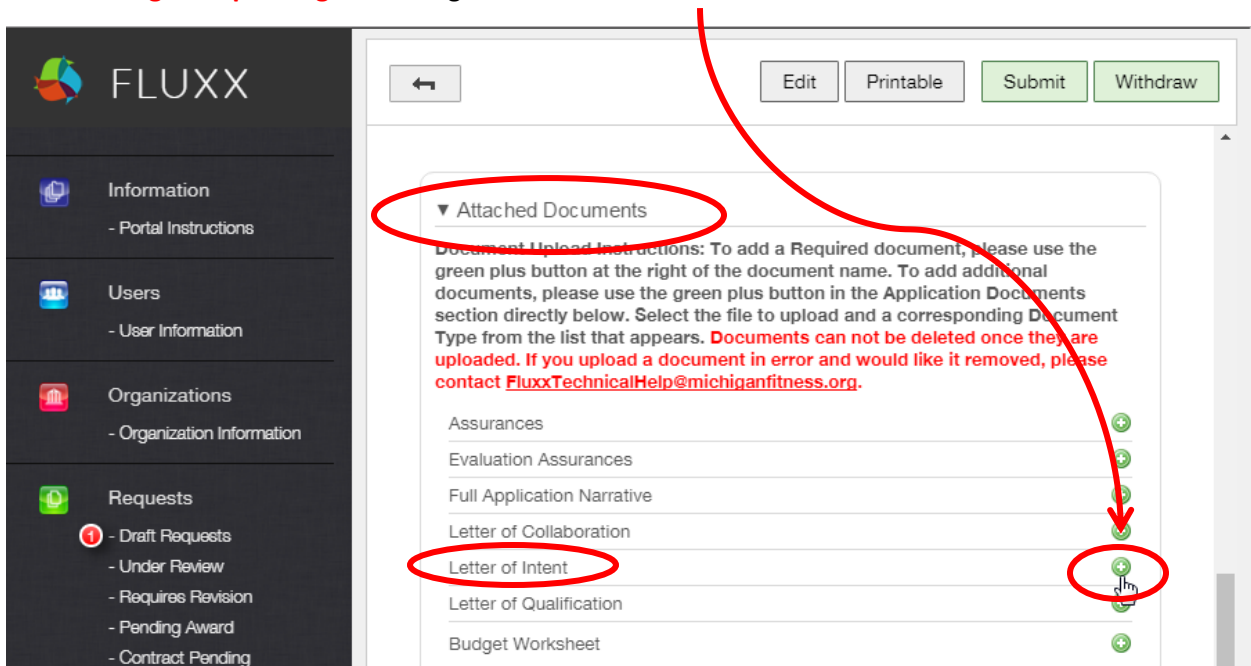 FLUXX
Edit
Printable
Submit
Withdraw
Information
- Portal Instructions
Users
- User Information
Organizations
- Organization Information
Requests
1
- Draft Requests
- Under Review
- Requires Revision
- Pending Award
- Contract Pending
▼ Attached Documents
Document Upload Instructions: To add a Required document, please use the
green plus button at the right of the document name. To add additional
documents, please use the green plus button in the Application Documents
section directly below. Select the file to upload and a corresponding Document
Type from the list that appears. Documents can not be deleted once they are
uploaded. If you upload a document in error and would like it removed, please
contact FluxxTechnicalHelp@michiganfitness.org.
Assurances
Evaluation Assurances
Full Application Narrative
Letter of Collaboration
Letter of Intent
Letter of Qualification
Budget Worksheet